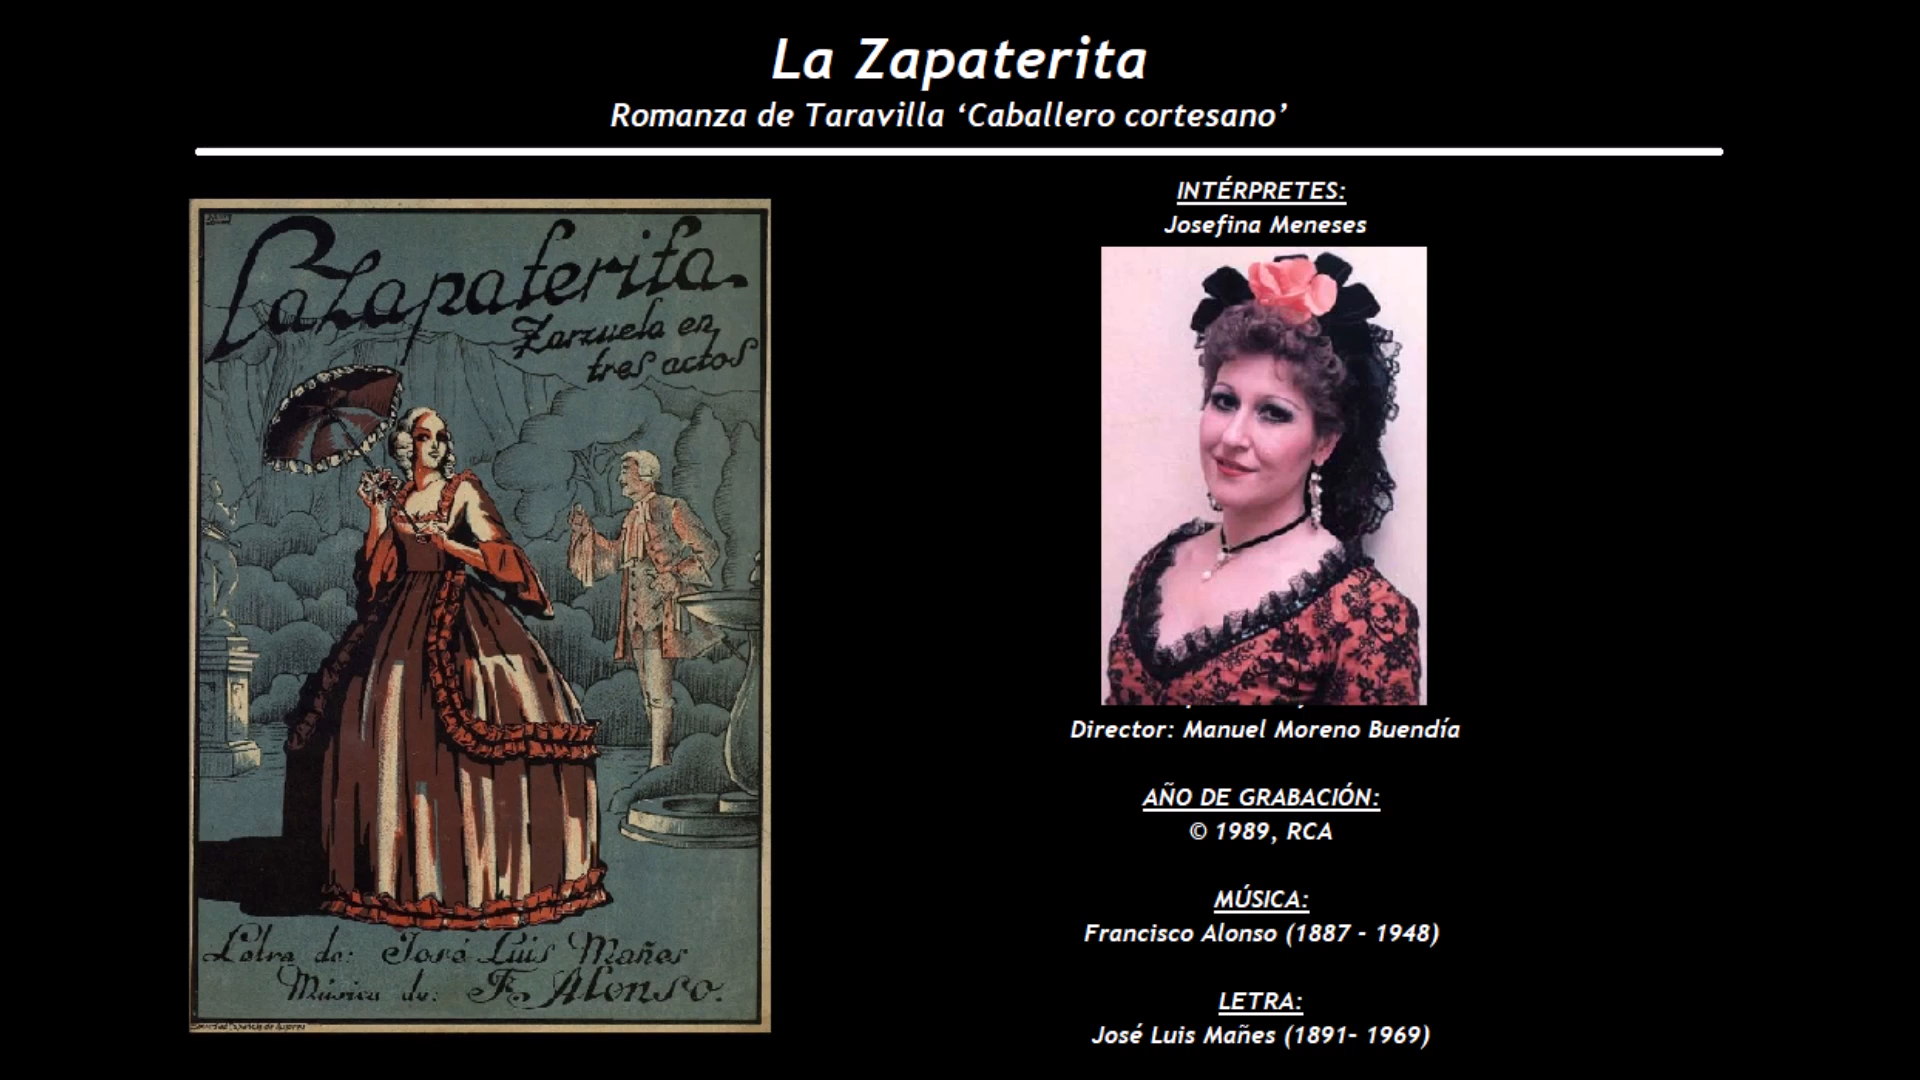 La Zapaterita
Romanza de Taravilla ‘Caballero cortesano’
La Zapaterita
Zarzuela en
tres actos
Letra de: José Luis Mañes
Música de: F. Alonso.
INTÉRPRETES:
Josefina Meneses
Director: Manuel Moreno Buendía
AÑO DE GRABACIÓN:
© 1989, RCA
MÚSICA:
Francisco Alonso (1887 - 1948)
LETRA:
José Luis Mañes (1891- 1969)